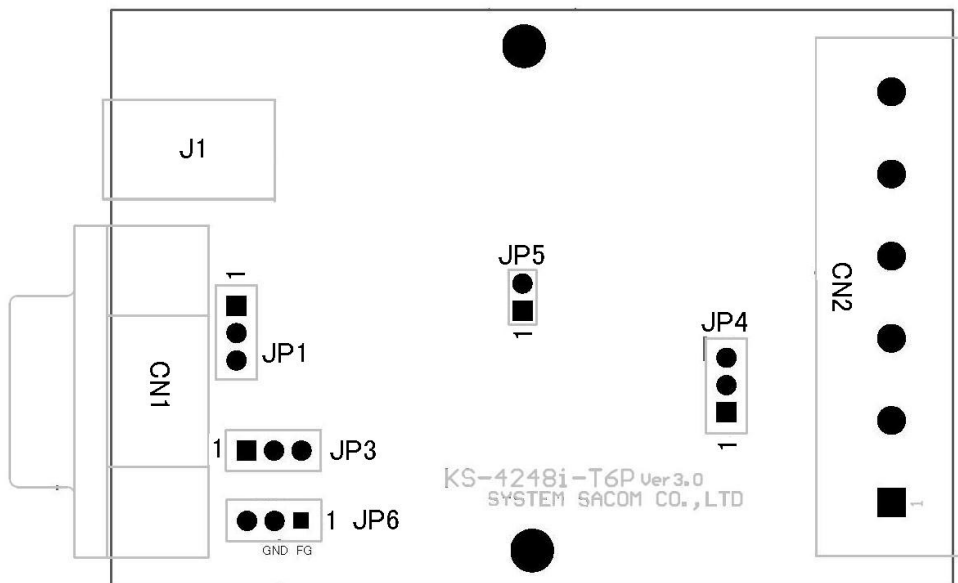 J1
JP5
1
1
JP4
1
CN2
JP1
CN1
1
JP3
KS-4248i-T6P Ver3.0
SYSTEM SACOM CO.,LTD
1
1
JP6
GND FG